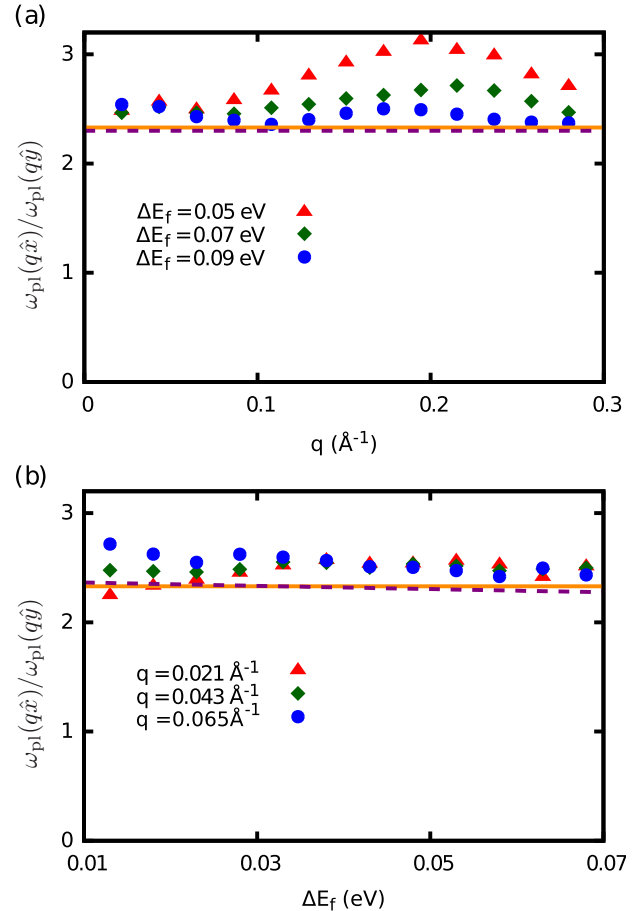 (a)
3
2
1
0
ω_pl(qx̂)/ω_pl(qŷ)
ΔE_f = 0.05 eV
ΔE_f = 0.07 eV
ΔE_f = 0.09 eV
0 0.1 0.2 0.3
q (Å⁻¹)
(b)
3
2
1
0
ω_pl(qx̂)/ω_pl(qŷ)
q = 0.021 Å⁻¹
q = 0.043 Å⁻¹
q = 0.065Å⁻¹
0.01 0.03 0.05 0.07
ΔE_f (eV)